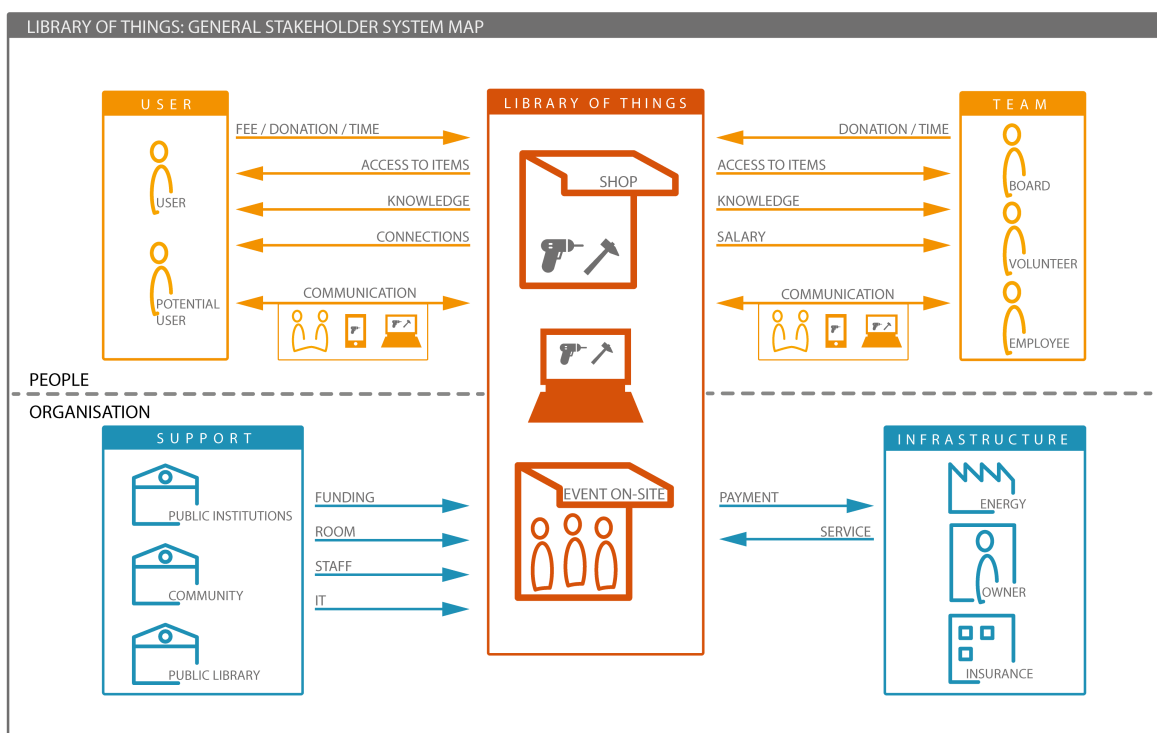 LIBRARY OF THINGS: GENERAL STAKEHOLDER SYSTEM MAP
USER
USER
POTENTIAL
USER
FEE / DONATION / TIME
ACCESS TO ITEMS
KNOWLEDGE
CONNECTIONS
COMMUNICATION
LIBRARY OF THINGS
SHOP
EVENT ON-SITE
DONATION / TIME
ACCESS TO ITEMS
KNOWLEDGE
SALARY
COMMUNICATION
TEAM
BOARD
VOLUNTEER
EMPLOYEE
PEOPLE
ORGANISATION
SUPPORT
PUBLIC INSTITUTIONS
COMMUNITY
PUBLIC LIBRARY
FUNDING
ROOM
STAFF
IT
PAYMENT
SERVICE
INFRASTRUCTURE
ENERGY
OWNER
INSURANCE